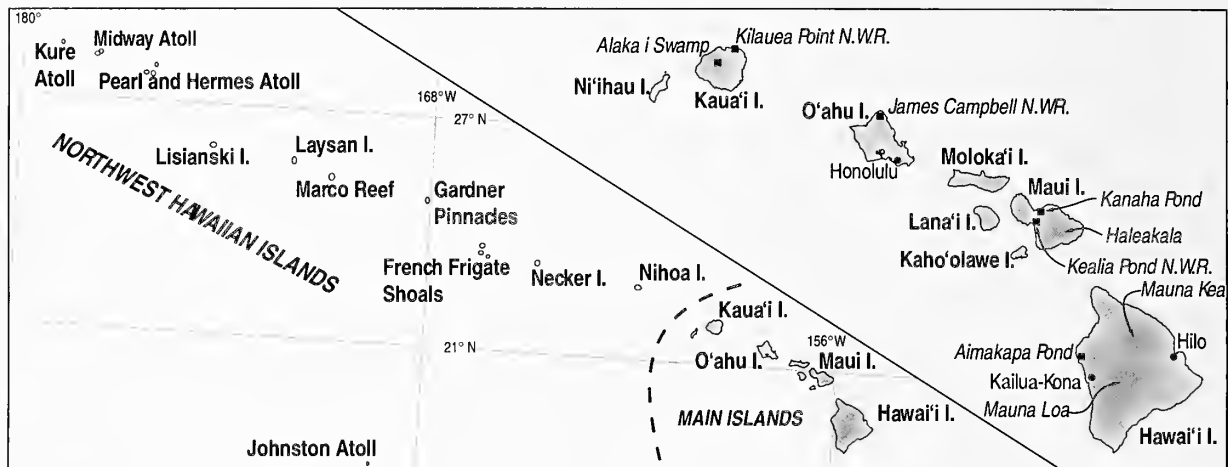 180°
Kure
Atoll
Midway Atoll
Pearl and Hermes Atoll
168°W
27° N
Lisianski I.
Laysan I.
Marco Reef
Gardner
Pinnacles
NORTHWEST HAWAIIAN ISLANDS
French Frigate
Shoals
Necker I.
Nihoa I.
Kaua‘i I.
21° N
156°W
O‘ahu I.
Maui I.
MAIN ISLANDS
Hawai‘i I.
Johnston Atoll
Alaka i Swamp
Kilauea Point N.W.R.
Ni‘ihau I.
Kaua‘i I.
O‘ahu I.
James Campbell N.WR.
Honolulu
Moloka‘i I.
Maui I.
Kanaha Pond
Lana‘i I.
Haleakala
Kaho‘olawe I.
Kealia Pond N.W.R.
Mauna Kea
Aimakapa Pond
Hilo
Kailua-Kona
Mauna Loa
Hawai‘i I.